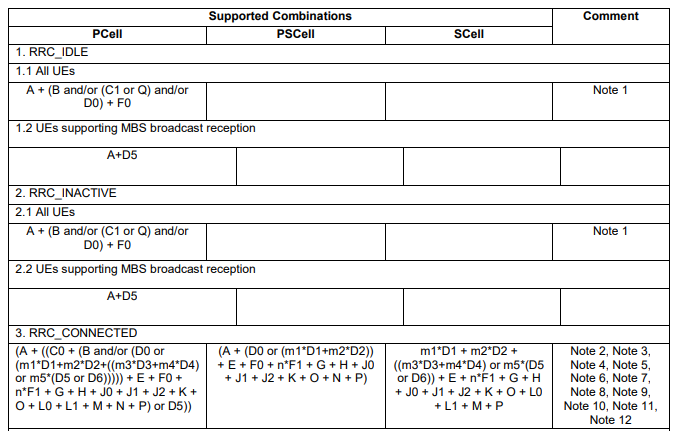 Supported Combinations
Comment
PCell
PSCell
SCell
1. RRC_IDLE
1.1 All UEs
A + (B and/or (C1 or Q) and/or
D0) + F0
Note 1
1.2 UEs supporting MBS broadcast reception
A+D5
2. RRC_INACTIVE
2.1 All UEs
A + (B and/or (C1 or Q) and/or
D0) + F0
Note 1
2.2 UEs supporting MBS broadcast reception
A+D5
3. RRC_CONNECTED
(A + ((C0 + (B and/or (D0 or
(m1*D1+m2*D2+((m3*D3+m4*D4)
or m5*(D5 or D6))))) + E + F0 +
n*F1 + G + H + J0 + J1 + J2 + K +
O + L0 + L1 + M + N + P) or D5))
(A + (D0 or (m1*D1+m2*D2))
+ E + F0 + n*F1 + G + H + J0
+ J1 + J2 + K + O + N + P)
m1*D1 + m2*D2 +
((m3*D3+m4*D4) or m5*(D5
or D6)) + E + n*F1 + G + H
+ J0 + J1 + J2 + K + O + L0
+ L1 + M + P
Note 2, Note 3,
Note 4, Note 5,
Note 6, Note 7,
Note 8, Note 9,
Note 10, Note 11,
Note 12